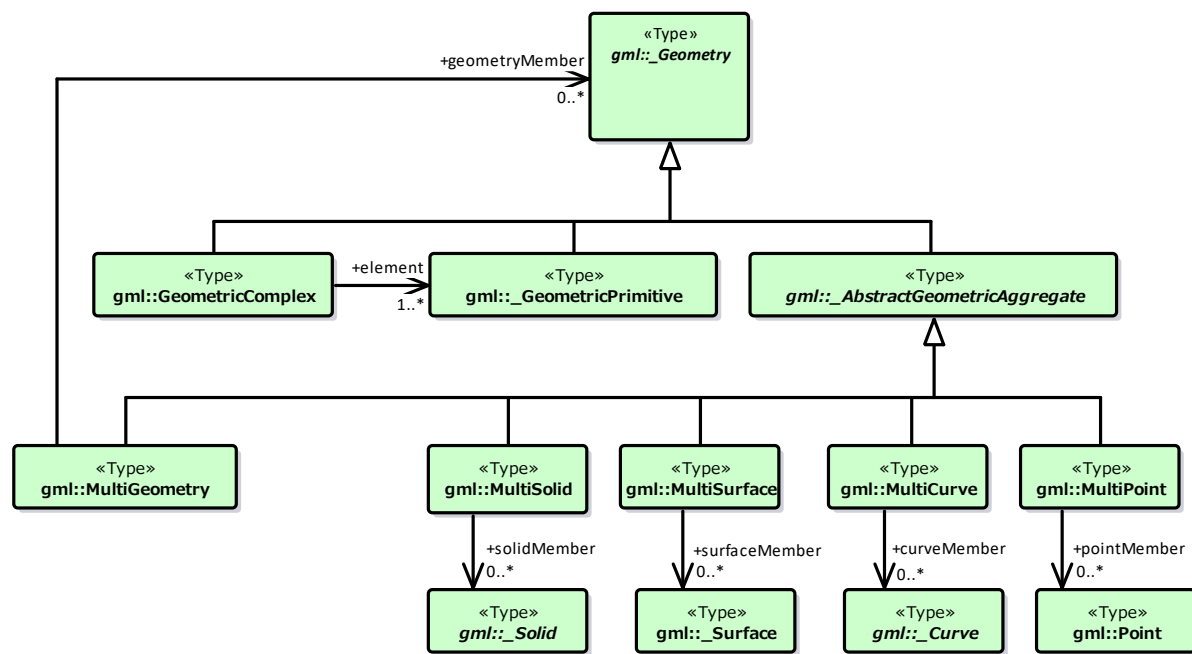 «Type»
gml::_Geometry
+geometryMember
0..*
«Type»
gml::GeometricComplex
+element
1..*
«Type»
gml::_GeometricPrimitive
«Type»
gml::_AbstractGeometricAggregate
«Type»
gml::MultiGeometry
«Type»
gml::MultiSolid
«Type»
gml::MultiSurface
«Type»
gml::MultiCurve
«Type»
gml::MultiPoint
+solidMember
0..*
+surfaceMember
0..*
+curveMember
0..*
+pointMember
0..*
«Type»
gml::_Solid
«Type»
gml::_Surface
«Type»
gml::_Curve
«Type»
gml::Point